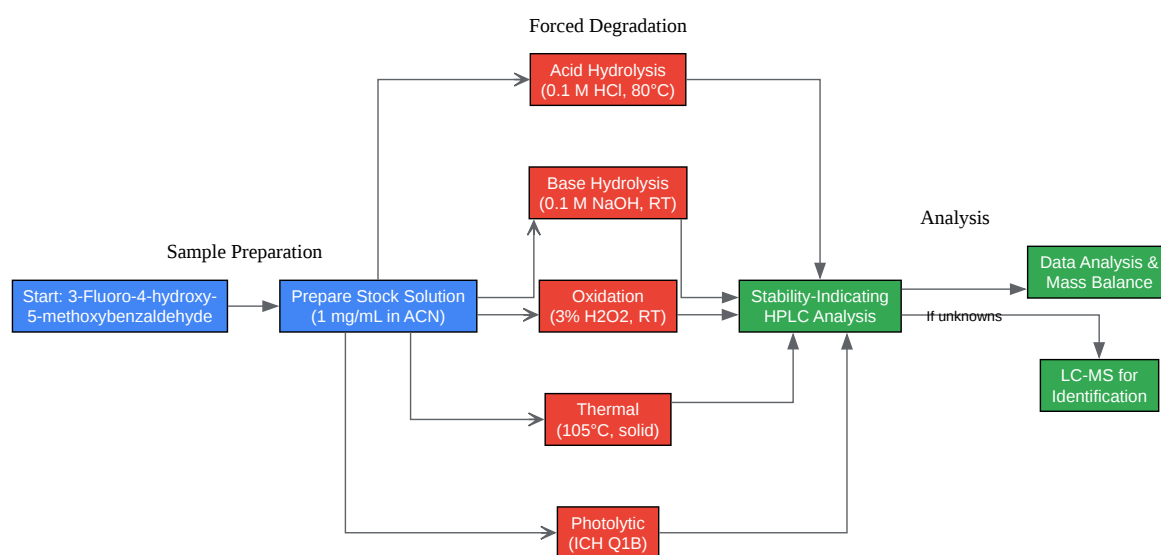 Forced Degradation
Acid Hydrolysis
(0.1 M HCl, 80°C)
Base Hydrolysis
(0.1 M NaOH, RT)
Analysis
Sample Preparation
Start: 3-Fluoro-4-hydroxy-
5-methoxybenzaldehyde
Prepare Stock Solution
(1 mg/mL in ACN)
Oxidation
(3% H2O2, RT)
Stability-Indicating
HPLC Analysis
Data Analysis &
Mass Balance
If unknowns
LC-MS for
Identification
Thermal
(105°C, solid)
Photolytic
(ICH Q1B)